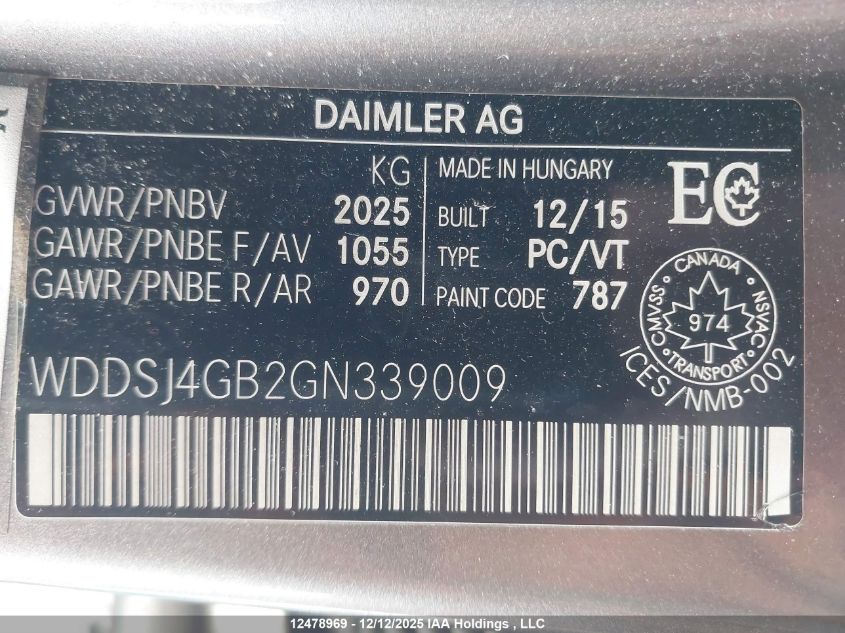 DAIMLER AG
KG
GVWR/PNBV 2025
GAWR/PNBE F/AV 1055
GAWR/PNBE R/AR 970
MADE IN HUNGARY
BUILT 12/15
TYPE PC/VT
PAINT CODE 787
EC
CANADA
CMVSS 974 NSVAC
TRANSPORT
ICES/NMB-002
WDDSJ4GB2GN339009
12478969 - 12/12/2025 IAA Holdings , LLC